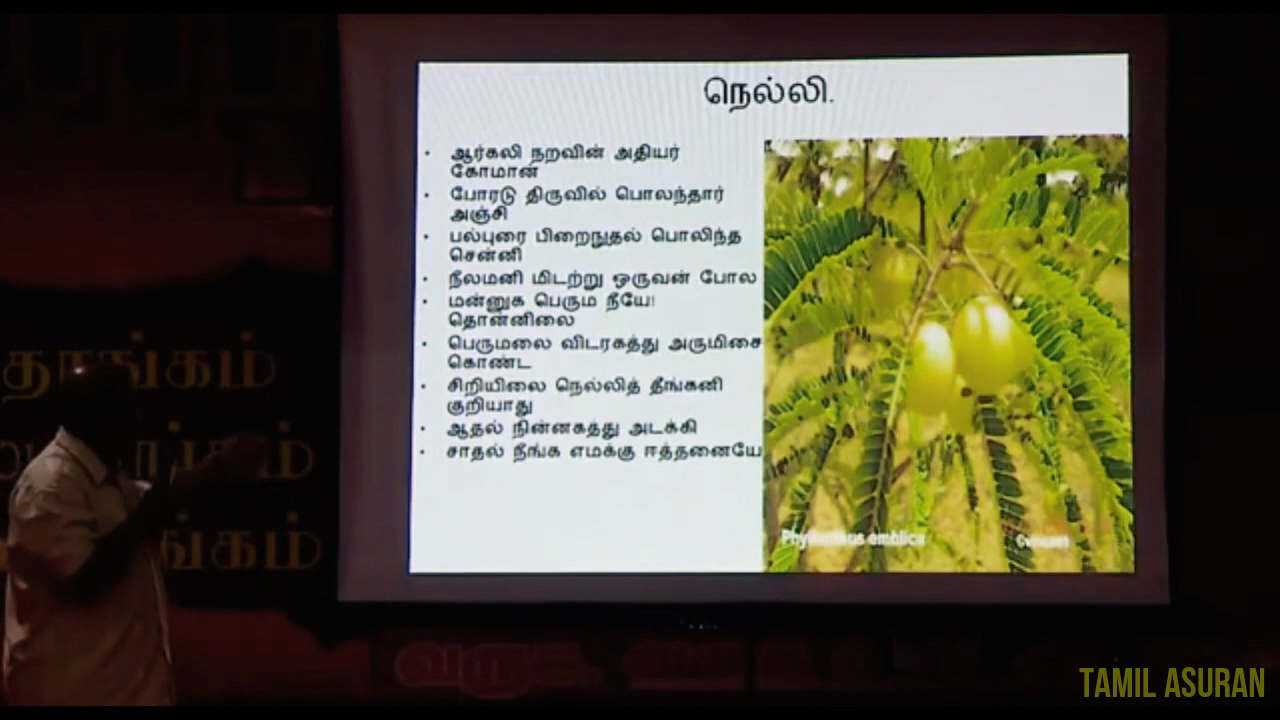 நெல்லி.
• ஆர்கலி நறவின் அதியர்
கோமான்
• போரடு திருவில் பொலந்தார்
அஞ்சி
• பல்புரை பிறைநுதல் பொலிந்த
சென்னி
• நீலமனி மிடற்று ஒருவன் போல
• மன்னுக பெரும நீயே!
தொன்னிலை
• பெருமலை விடரகத்து அருமிசை
கொண்ட
• சிறியிலை நெல்லித் தீங்கனி
குறியாது
• ஆதல் நின்னகத்து அடக்கி
• சாதல் நீங்க எமக்கு ஈத்தனையே
Phyllanthus emblica
TAMIL ASURAN